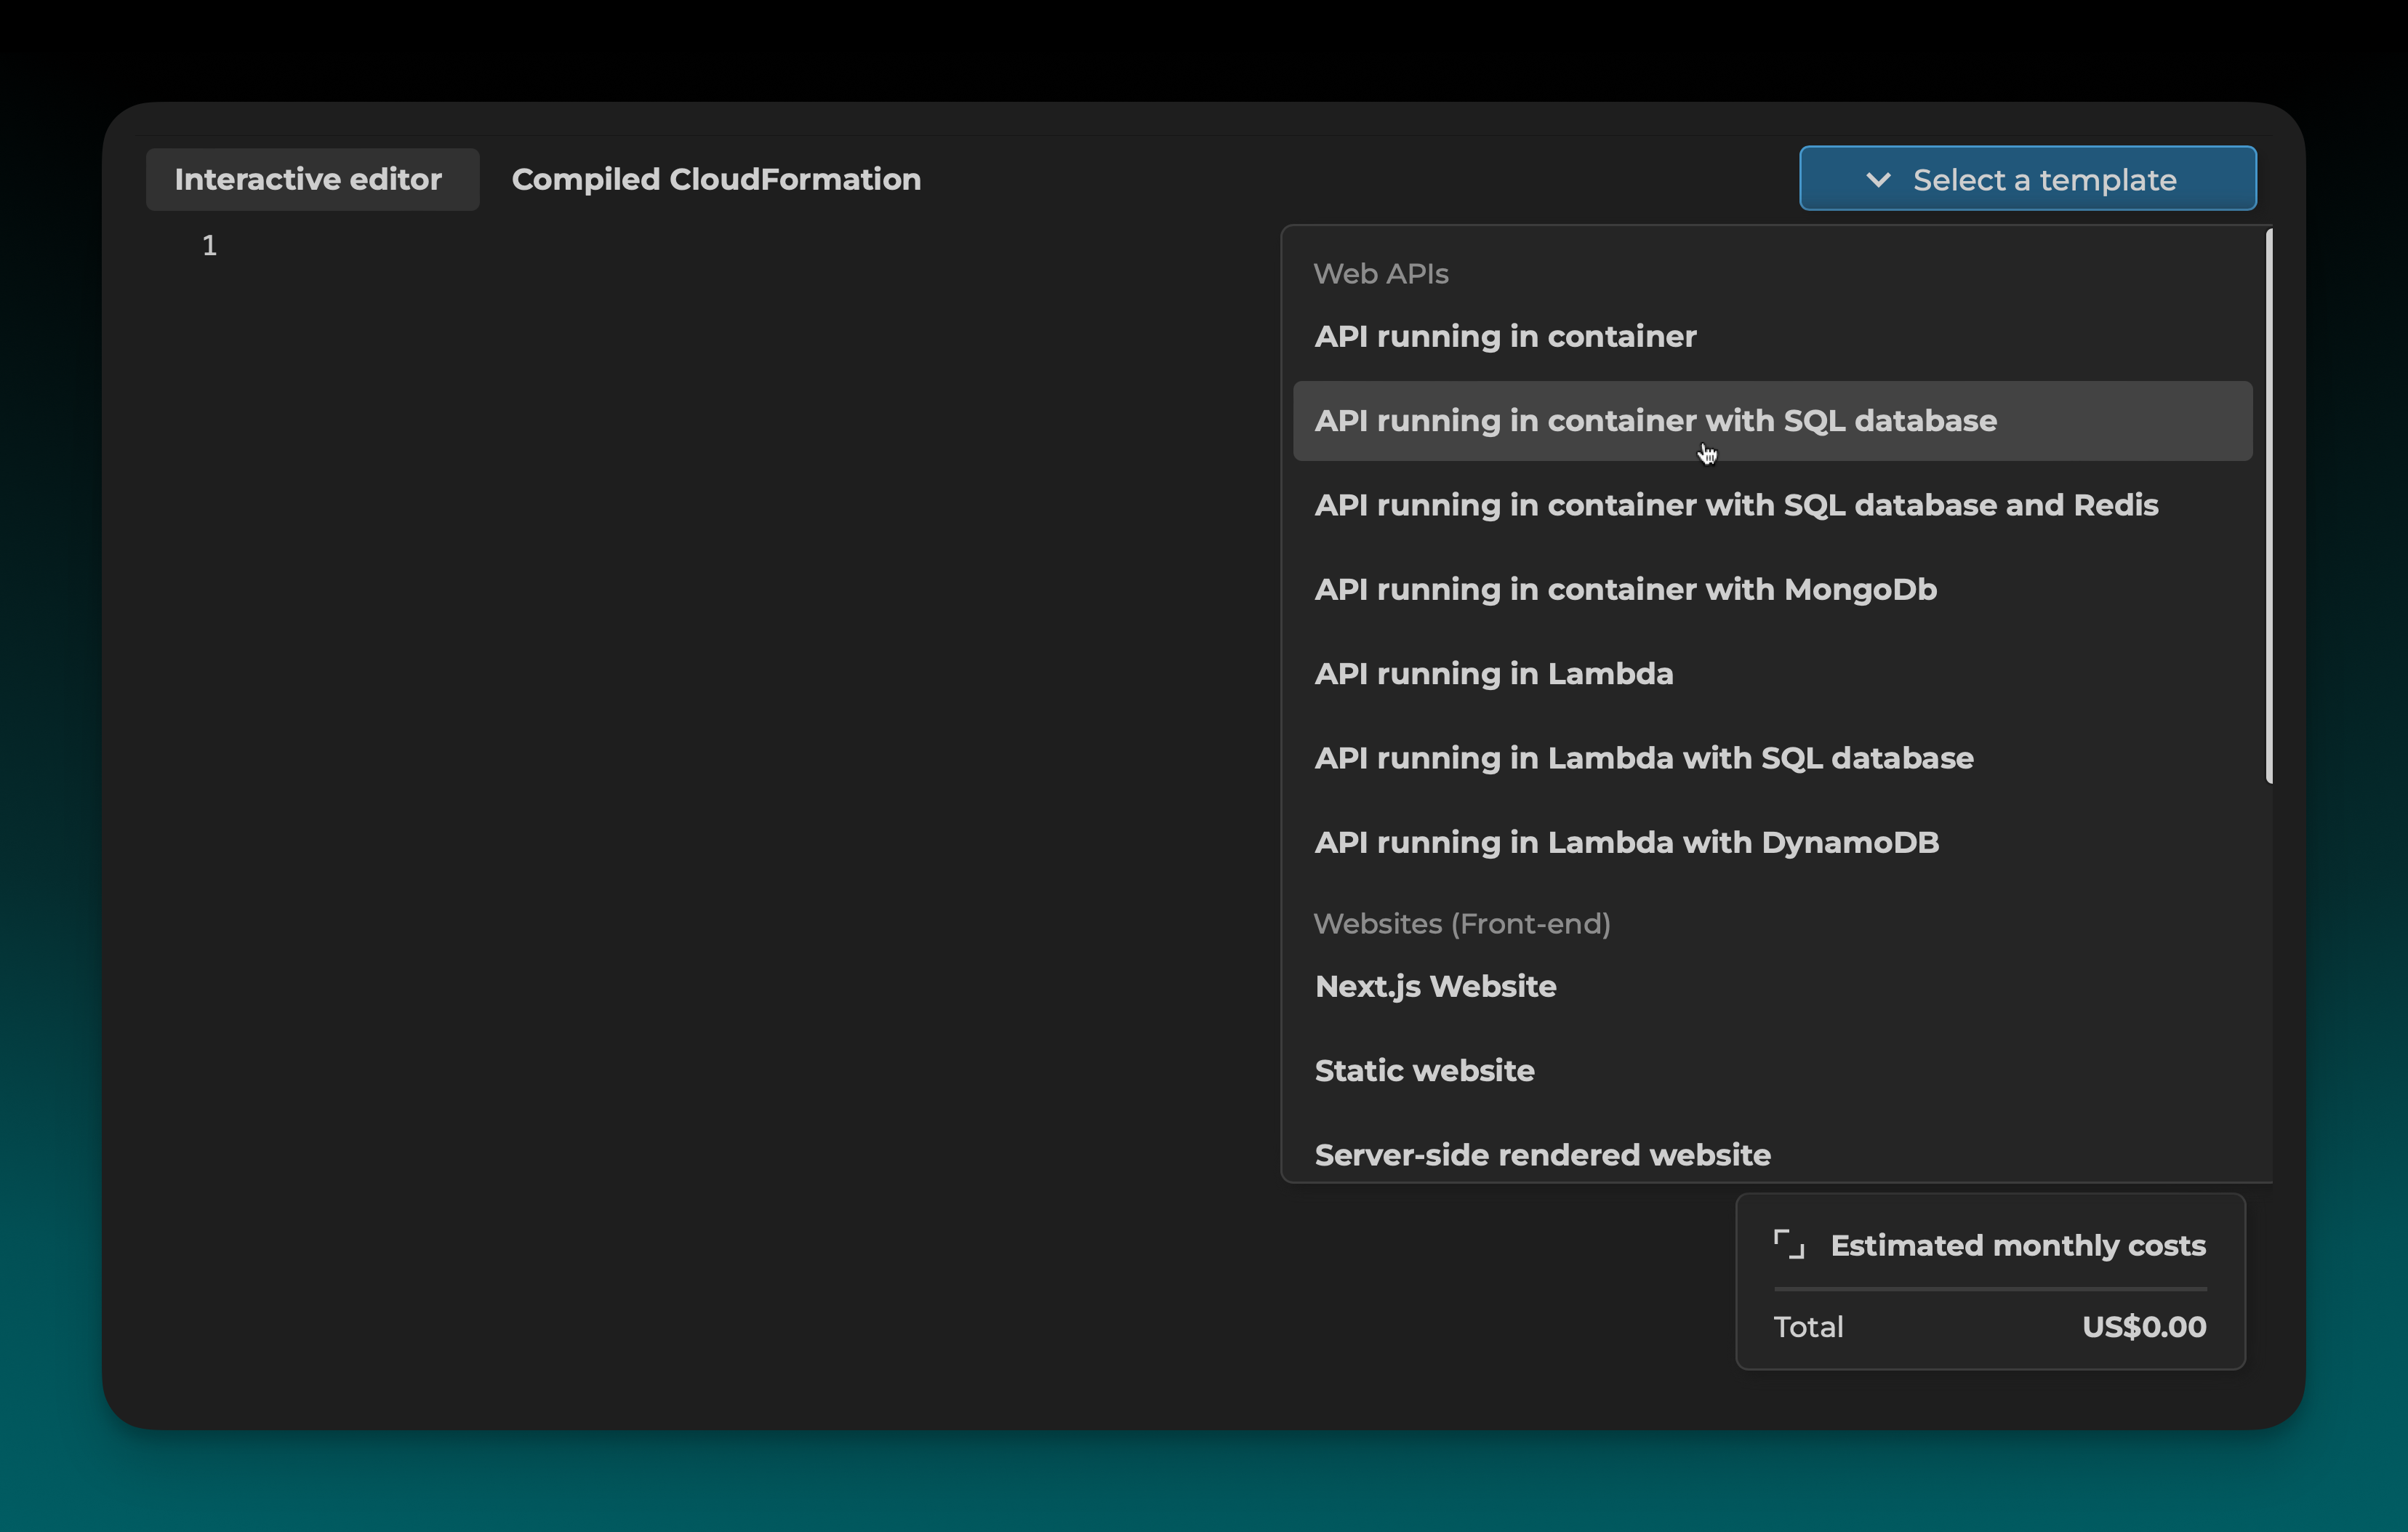 Interactive editor
Compiled CloudFormation
Select a template
1
Web APIs
API running in container
API running in container with SQL database
API running in container with SQL database and Redis
API running in container with MongoDb
API running in Lambda
API running in Lambda with SQL database
API running in Lambda with DynamoDB
Websites (Front-end)
Next.js Website
Static website
Server-side rendered website
Estimated monthly costs
Total US$0.00